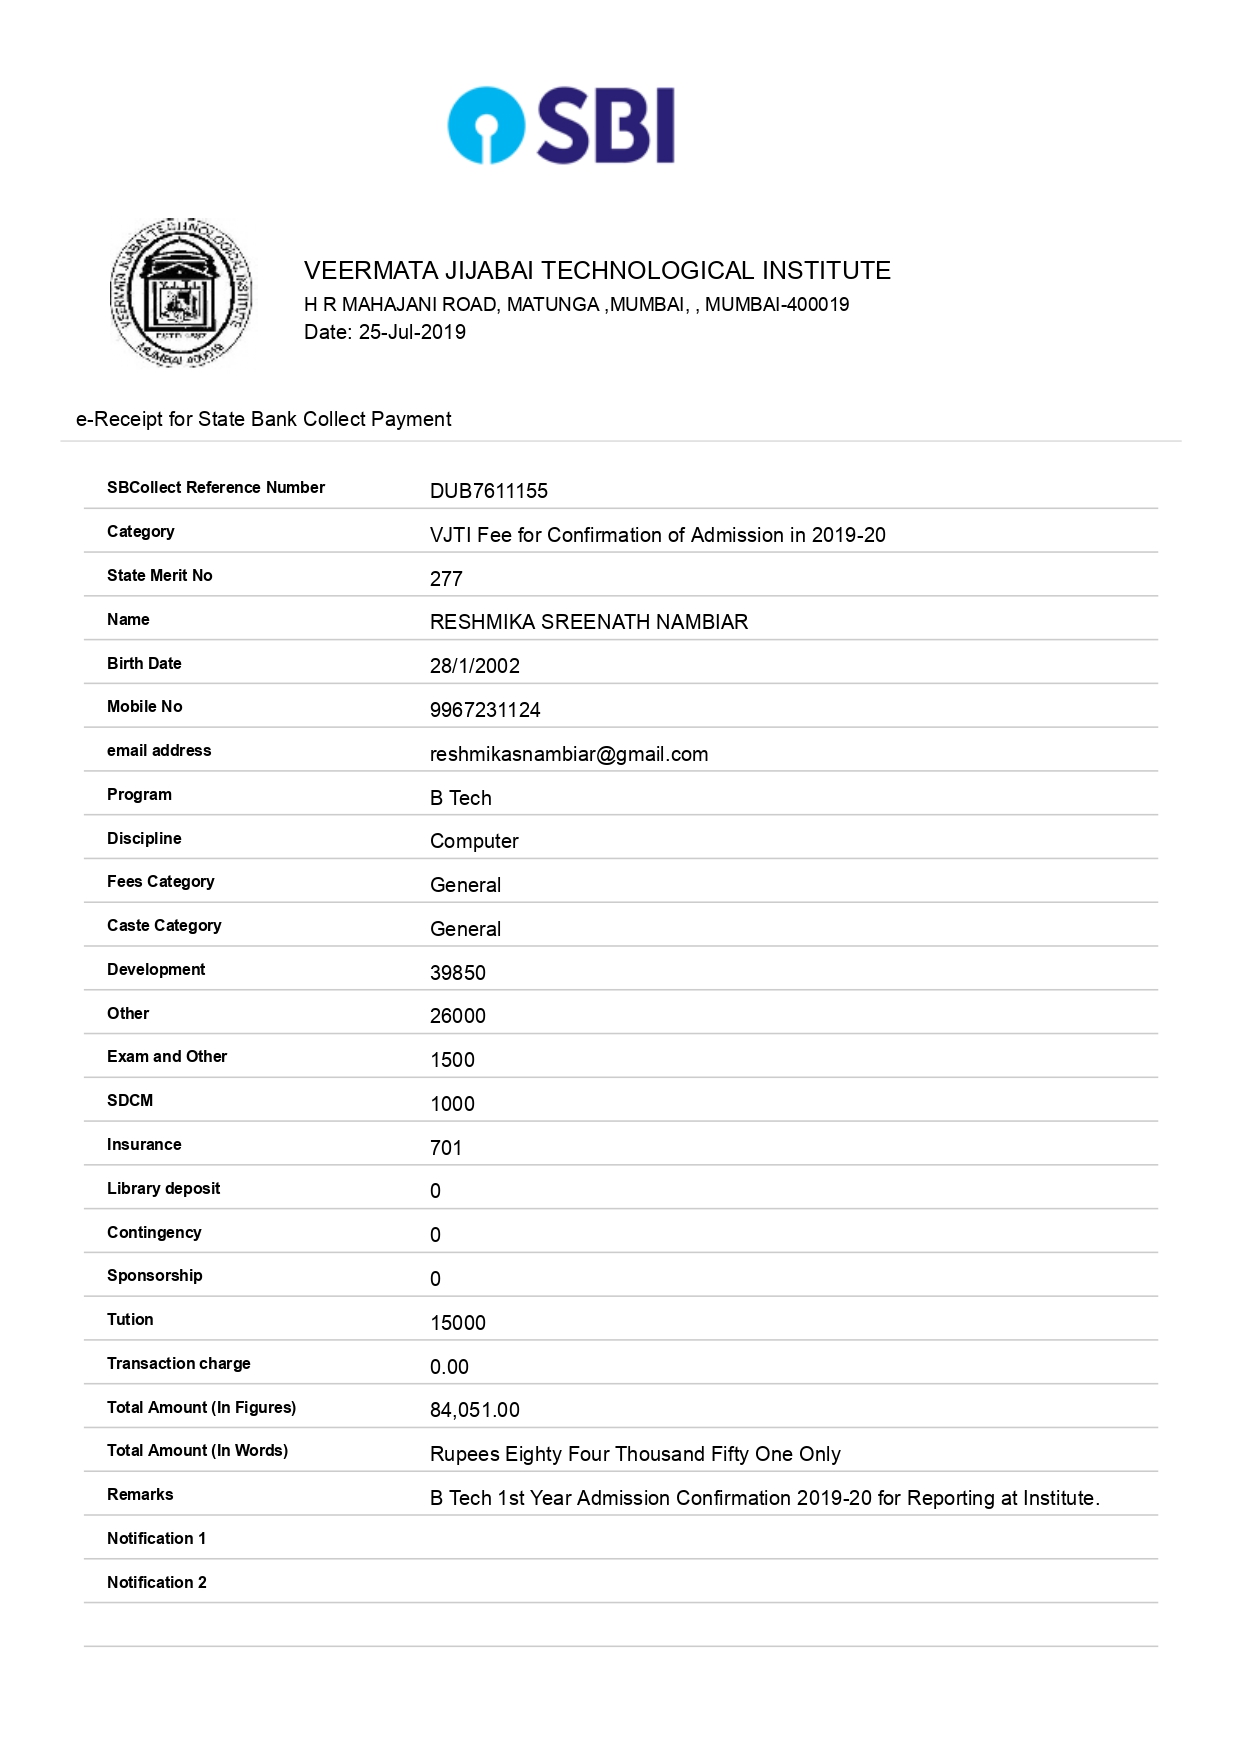 SBI
VEERMATA JIJABAI TECHNOLOGICAL INSTITUTE
MUMBAI 400019
VEERMATA JIJABAI TECHNOLOGICAL INSTITUTE
H R MAHAJANI ROAD, MATUNGA ,MUMBAI, , MUMBAI-400019
Date: 25-Jul-2019
e-Receipt for State Bank Collect Payment
SBCollect Reference Number DUB7611155
Category VJTI Fee for Confirmation of Admission in 2019-20
State Merit No 277
Name RESHMIKA SREENATH NAMBIAR
Birth Date 28/1/2002
Mobile No 9967231124
email address reshmikasnambiar@gmail.com
Program B Tech
Discipline Computer
Fees Category General
Caste Category General
Development 39850
Other 26000
Exam and Other 1500
SDCM 1000
Insurance 701
Library deposit 0
Contingency 0
Sponsorship 0
Tution 15000
Transaction charge 0.00
Total Amount (In Figures) 84,051.00
Total Amount (In Words) Rupees Eighty Four Thousand Fifty One Only
Remarks B Tech 1st Year Admission Confirmation 2019-20 for Reporting at Institute.
Notification 1
Notification 2